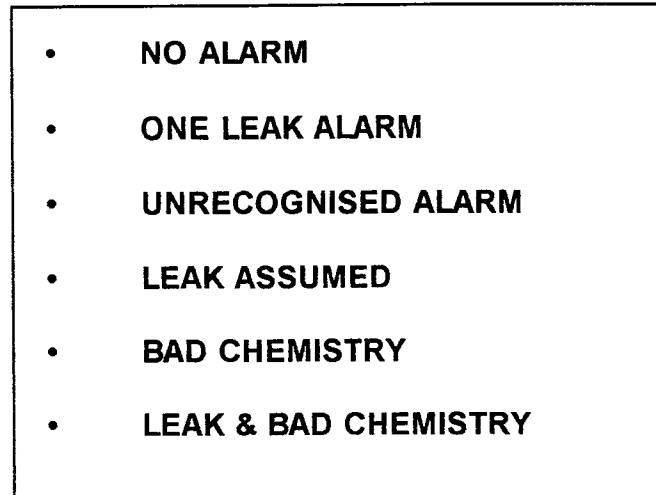 • NO ALARM
• ONE LEAK ALARM
• UNRECOGNISED ALARM
• LEAK ASSUMED
• BAD CHEMISTRY
• LEAK & BAD CHEMISTRY